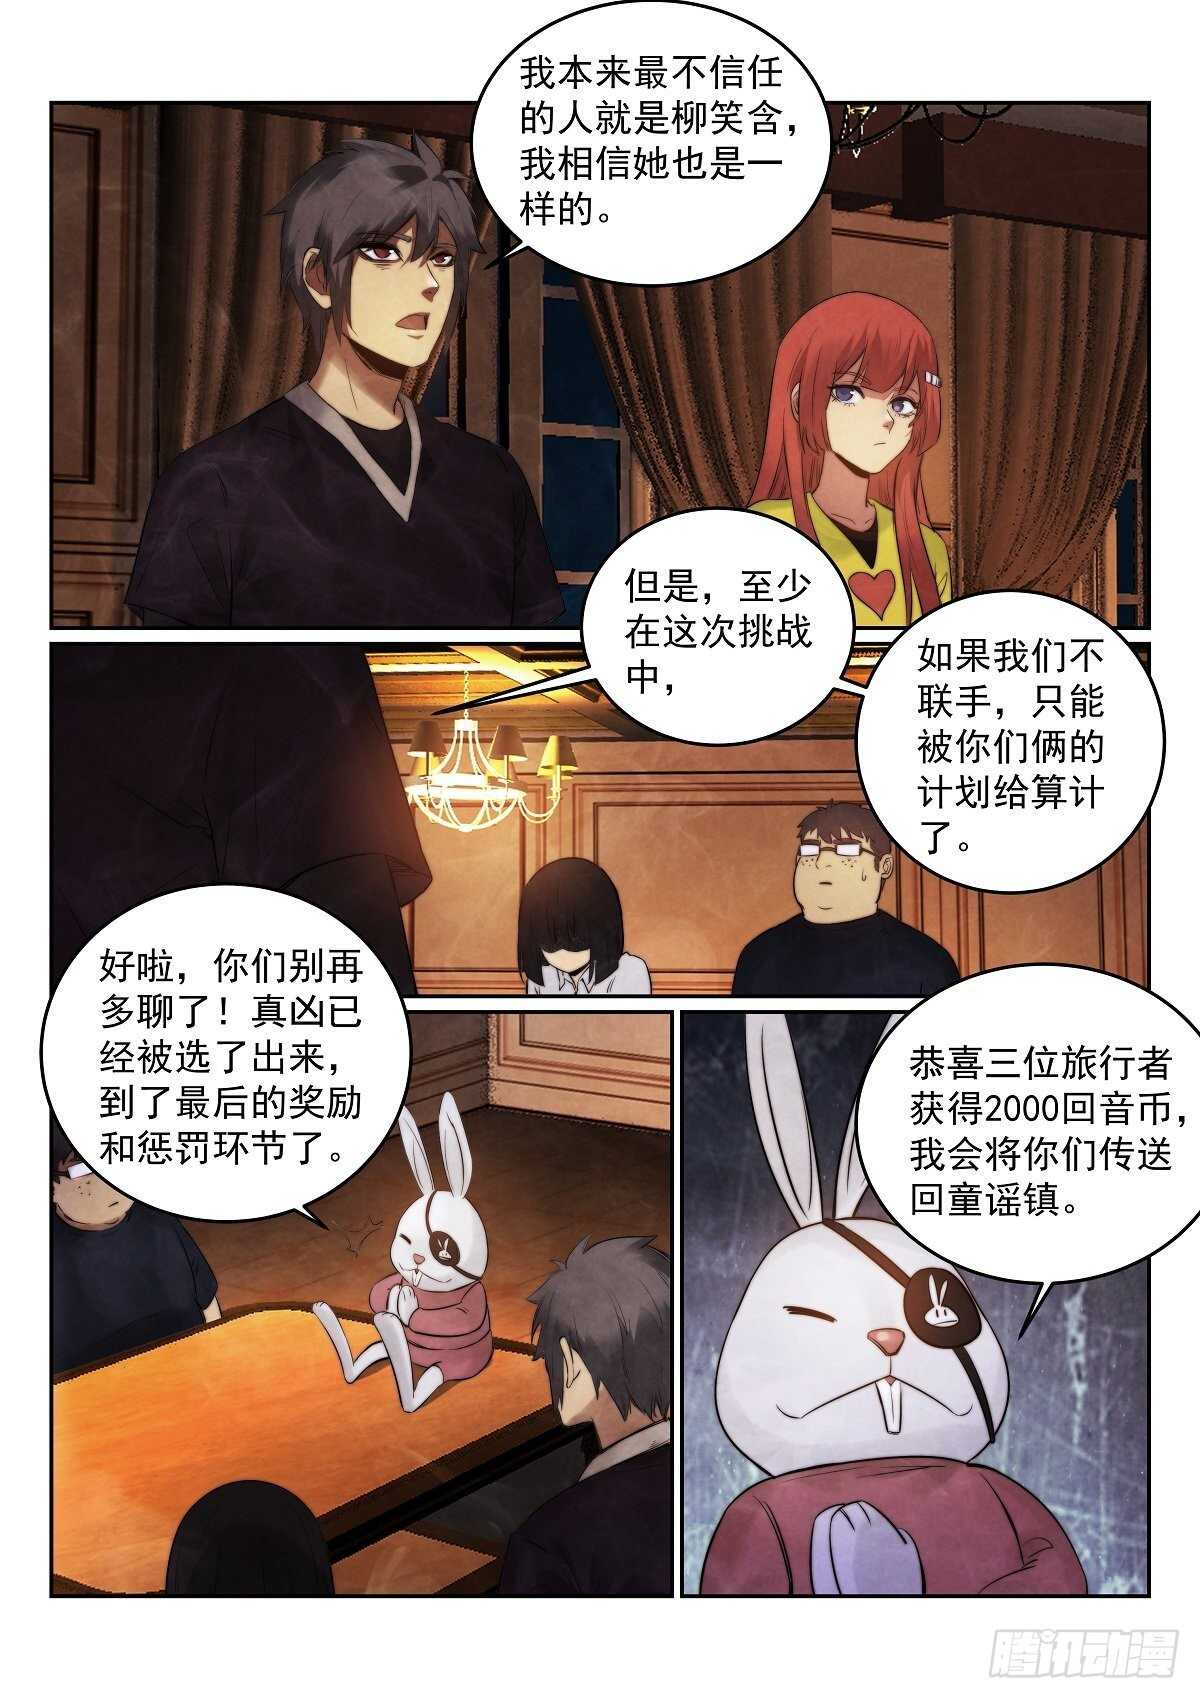 我本来最不信任
的人就是柳笑含，
我相信她也是一
样的。
但是，至少
在这次挑战
中，
如果我们不
联手，只能
被你们俩的
计划给算计
了。
好啦，你们别再
多聊了！真凶已
经被选了出来，
到了最后的奖励
和惩罚环节了。
恭喜三位旅行者
获得2000回音币，
我会将你们传送
回童谣镇。
腾讯动漫